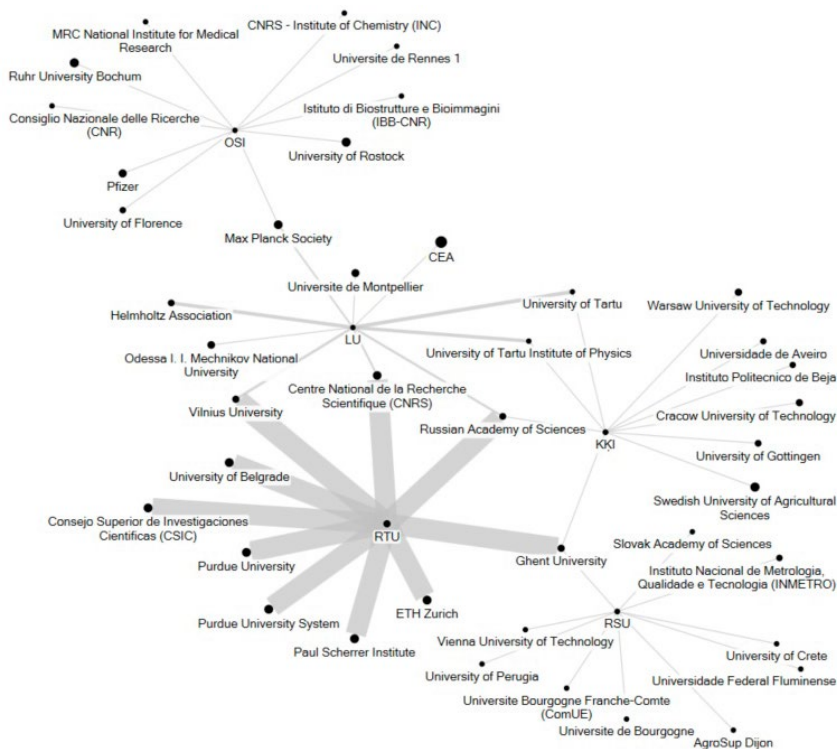 CNRS - Institute of Chemistry (INC)
MRC National Institute for Medical
Research
Universite de Rennes 1
Ruhr University Bochum
Istituto di Biostrutture e Bioimmagini
(IBB-CNR)
Consiglio Nazionale delle Ricerche
(CNR)
OSI
University of Rostock
Pfizer
University of Florence
Max Planck Society
CEA
Universite de Montpellier
University of Tartu
Warsaw University of Technology
Helmholtz Association
LU
University of Tartu Institute of Physics
Universidade de Aveiro
Odessa I. I. Mechnikov National
University
Instituto Politecnico de Beja
Centre National de la Recherche
Scientifique (CNRS)
Vilnius University
Russian Academy of Sciences
Cracow University of Technology
KKI
University of Gottingen
University of Belgrade
Swedish University of Agricultural
Sciences
Consejo Superior de Investigaciones
Cientificas (CSIC)
RTU
Slovak Academy of Sciences
Purdue University
Ghent University
Instituto Nacional de Metrologia,
Qualidade e Tecnologia (INMETRO)
Purdue University System
ETH Zurich
RSU
Paul Scherrer Institute
Vienna University of Technology
University of Crete
University of Perugia
Universidade Federal Fluminense
Universite Bourgogne Franche-Comte
(ComUE)
Universite de Bourgogne
AgroSup Dijon